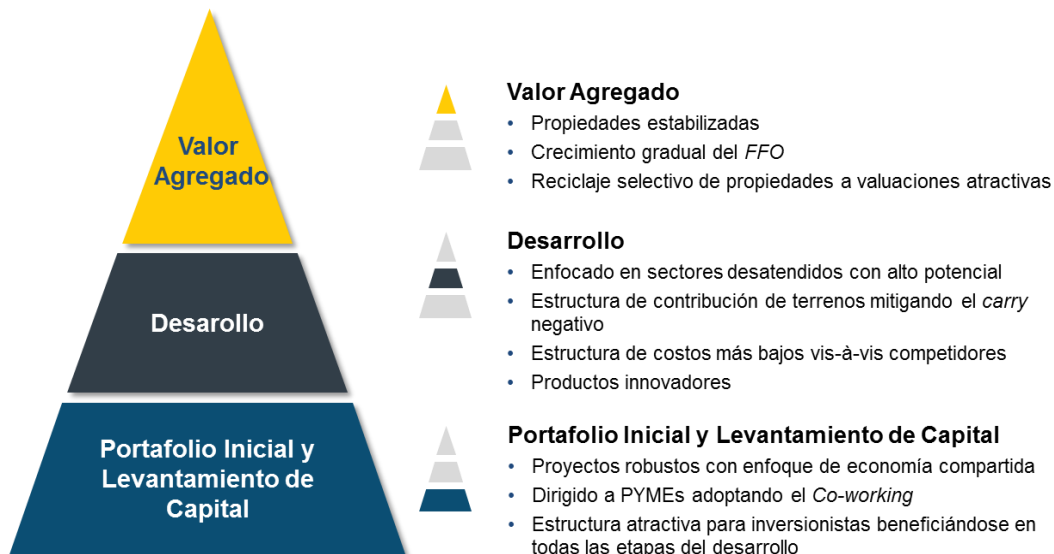 Valor
Agregado
Desarollo
Portafolio Inicial y
Levantamiento de
Capital
Valor Agregado
• Propiedades estabilizadas
• Crecimiento gradual del FFO
• Reciclaje selectivo de propiedades a valuaciones atractivas
Desarrollo
• Enfocado en sectores desatendidos con alto potencial
• Estructura de contribución de terrenos mitigando el carry
negativo
• Estructura de costos más bajos vis-à-vis competidores
• Productos innovadores
Portafolio Inicial y Levantamiento de Capital
• Proyectos robustos con enfoque de economía compartida
• Dirigido a PYMEs adoptando el Co-working
• Estructura atractiva para inversionistas beneficiándose en
todas las etapas del desarrollo